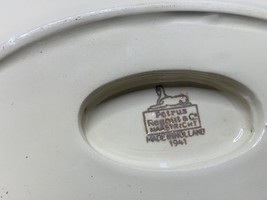 Petrus
Regout & Co.
MAASTRICHT
MADE IN HOLLAND
1941